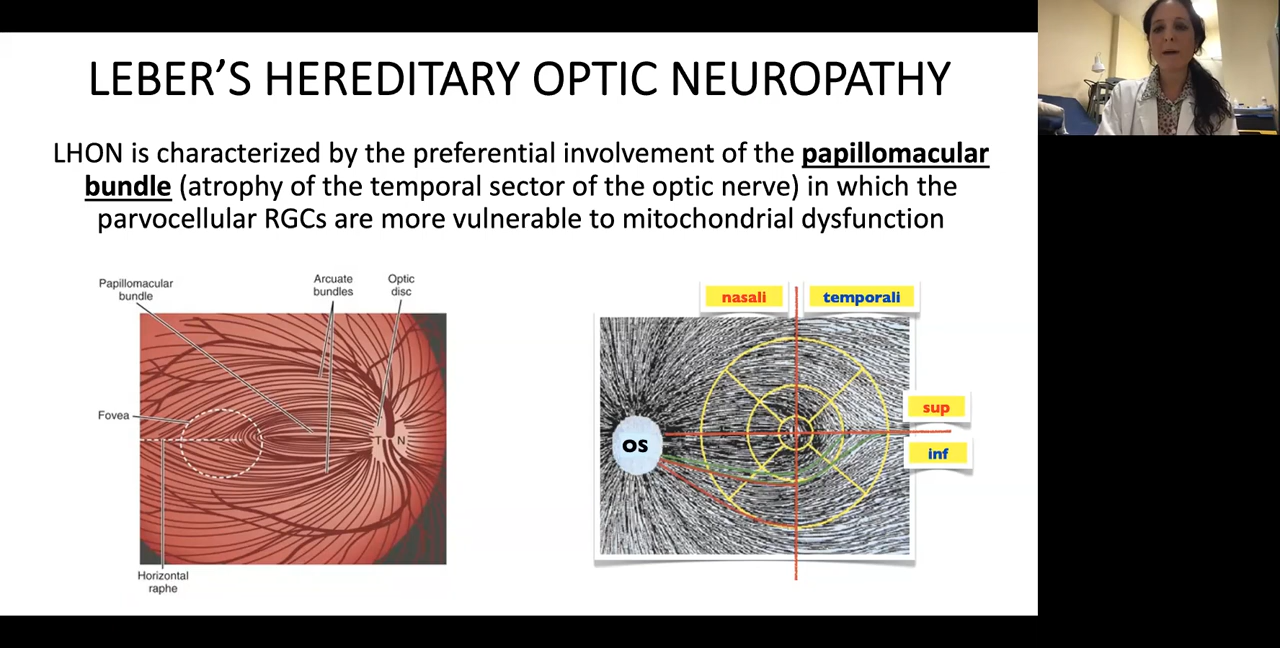 LEBER’S HEREDITARY OPTIC NEUROPATHY
LHON is characterized by the preferential involvement of the papillomacular
bundle (atrophy of the temporal sector of the optic nerve) in which the
parvocellular RGCs are more vulnerable to mitochondrial dysfunction
Papillomacular
bundle
Arcuate
bundles
Optic
disc
Fovea
T N
Horizontal
raphe
nasali
temporali
sup
inf
OS